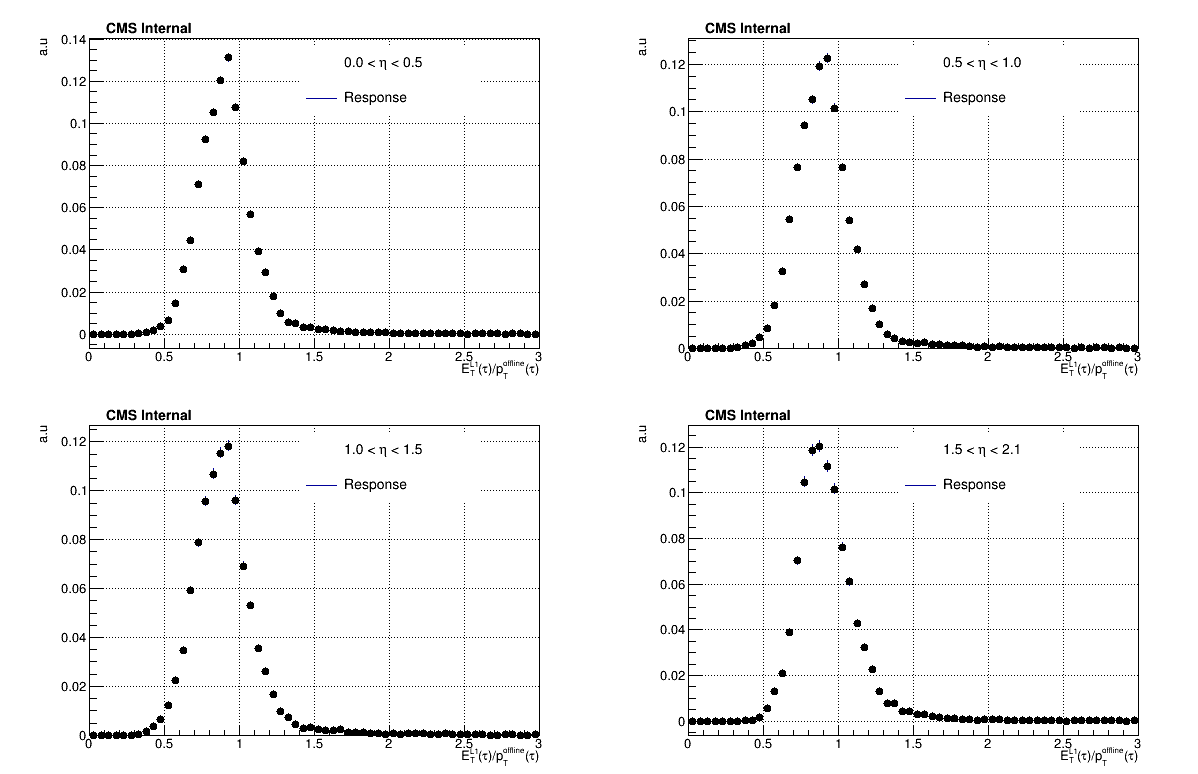 CMS Internal
a.u
0.0 < η < 0.5
Response
0.14
0.12
0.1
0.08
0.06
0.04
0.02
0
0 0.5 1 1.5 2 2.5 3
E_T^L1(τ)/p_T^offline(τ)
CMS Internal
a.u
0.5 < η < 1.0
Response
0.12
0.1
0.08
0.06
0.04
0.02
0
0 0.5 1 1.5 2 2.5 3
E_T^L1(τ)/p_T^offline(τ)
CMS Internal
a.u
1.0 < η < 1.5
Response
0.12
0.1
0.08
0.06
0.04
0.02
0
0 0.5 1 1.5 2 2.5 3
E_T^L1(τ)/p_T^offline(τ)
CMS Internal
a.u
1.5 < η < 2.1
Response
0.12
0.1
0.08
0.06
0.04
0.02
0
0 0.5 1 1.5 2 2.5 3
E_T^L1(τ)/p_T^offline(τ)